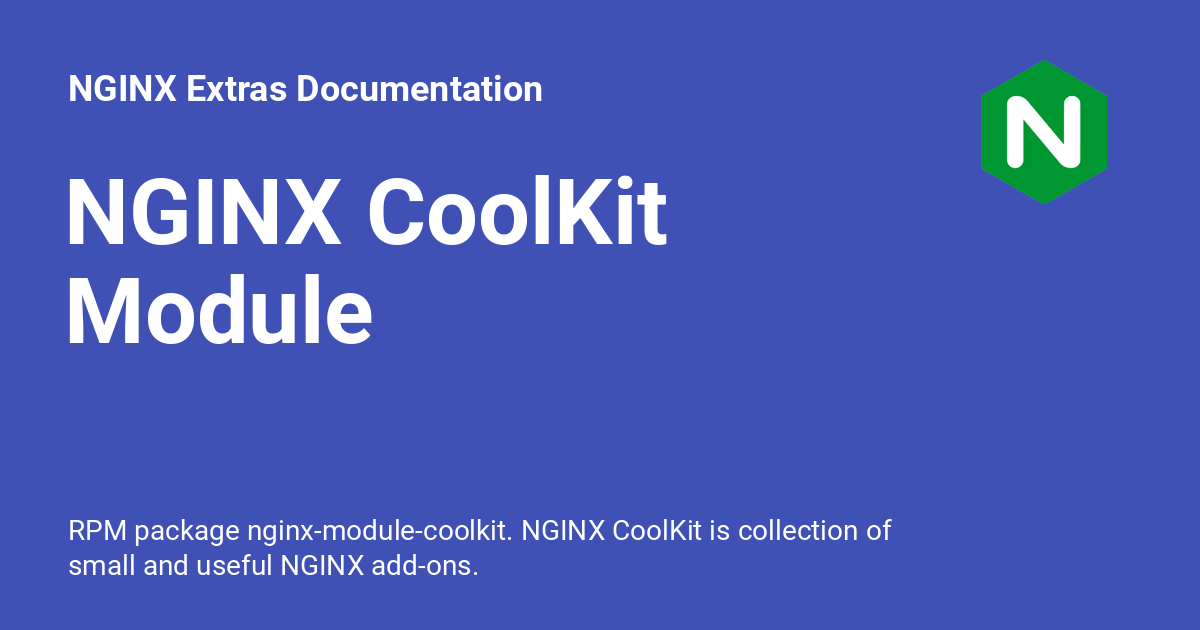 NGINX Extras Documentation
N
NGINX CoolKit
Module
RPM package nginx-module-coolkit. NGINX CoolKit is collection of
small and useful NGINX add-ons.